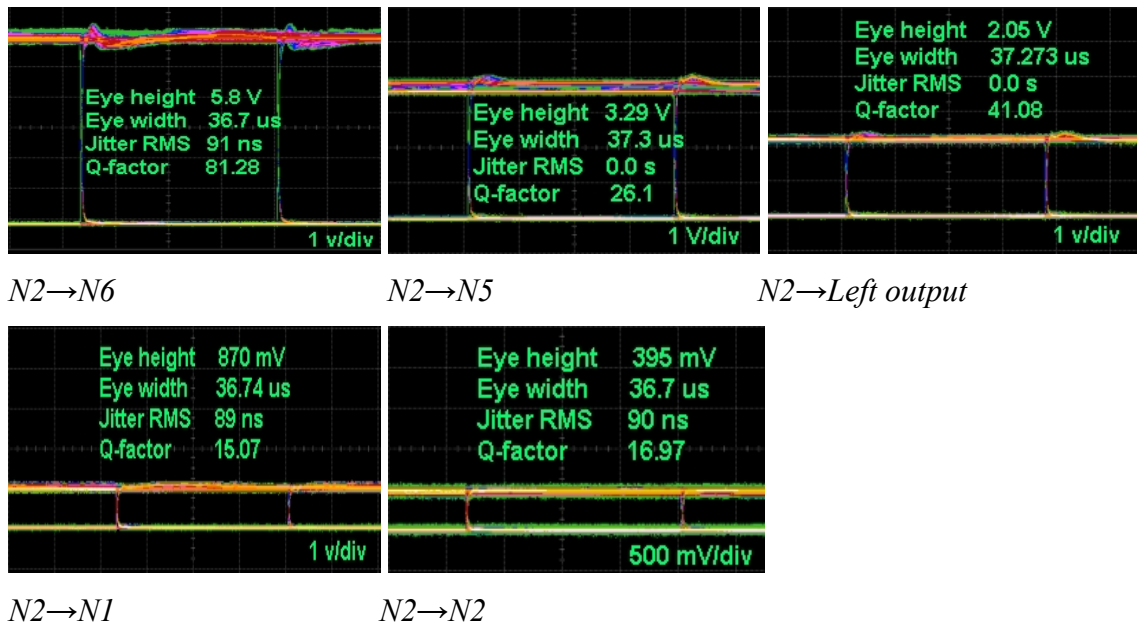 Eye height 5.8 V
Eye width 36.7 us
Jitter RMS 91 ns
Q-factor 81.28
1 v/div
Eye height 3.29 V
Eye width 37.3 us
Jitter RMS 0.0 s
Q-factor 26.1
1 V/div
Eye height 2.05 V
Eye width 37.273 us
Jitter RMS 0.0 s
Q-factor 41.08
1 v/div
N2→N6 N2→N5 N2→Left output
Eye height 870 mV
Eye width 36.74 us
Jitter RMS 89 ns
Q-factor 15.07
1 v/div
Eye height 395 mV
Eye width 36.7 us
Jitter RMS 90 ns
Q-factor 16.97
500 mV/div
N2→N1 N2→N2